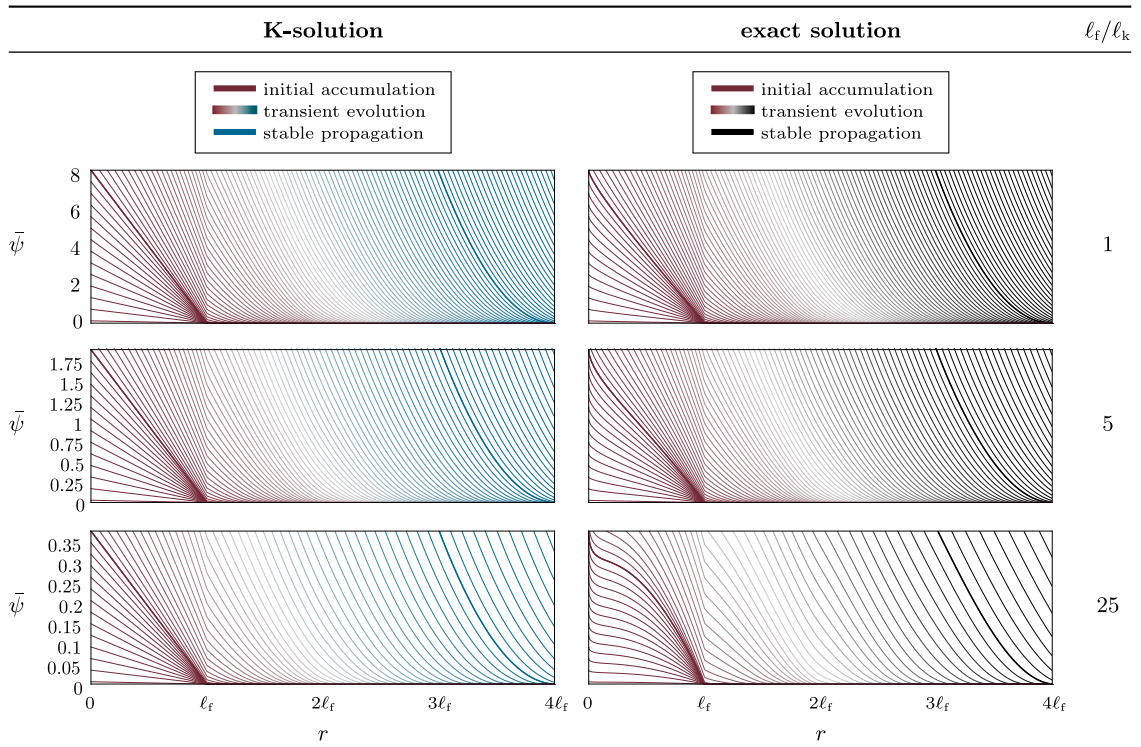 K-solution exact solution ℓf/ℓk
initial accumulation initial accumulation
transient evolution transient evolution
stable propagation stable propagation
8
6
ψ̄ 4 1
2
0
1.75
1.5
1.25
ψ̄ 1 5
0.75
0.5
0.25
0
0.35
0.3
0.25
ψ̄ 0.2 25
0.15
0.1
0.05
0
0 ℓf 2ℓf 3ℓf 4ℓf 0 ℓf 2ℓf 3ℓf 4ℓf
r r